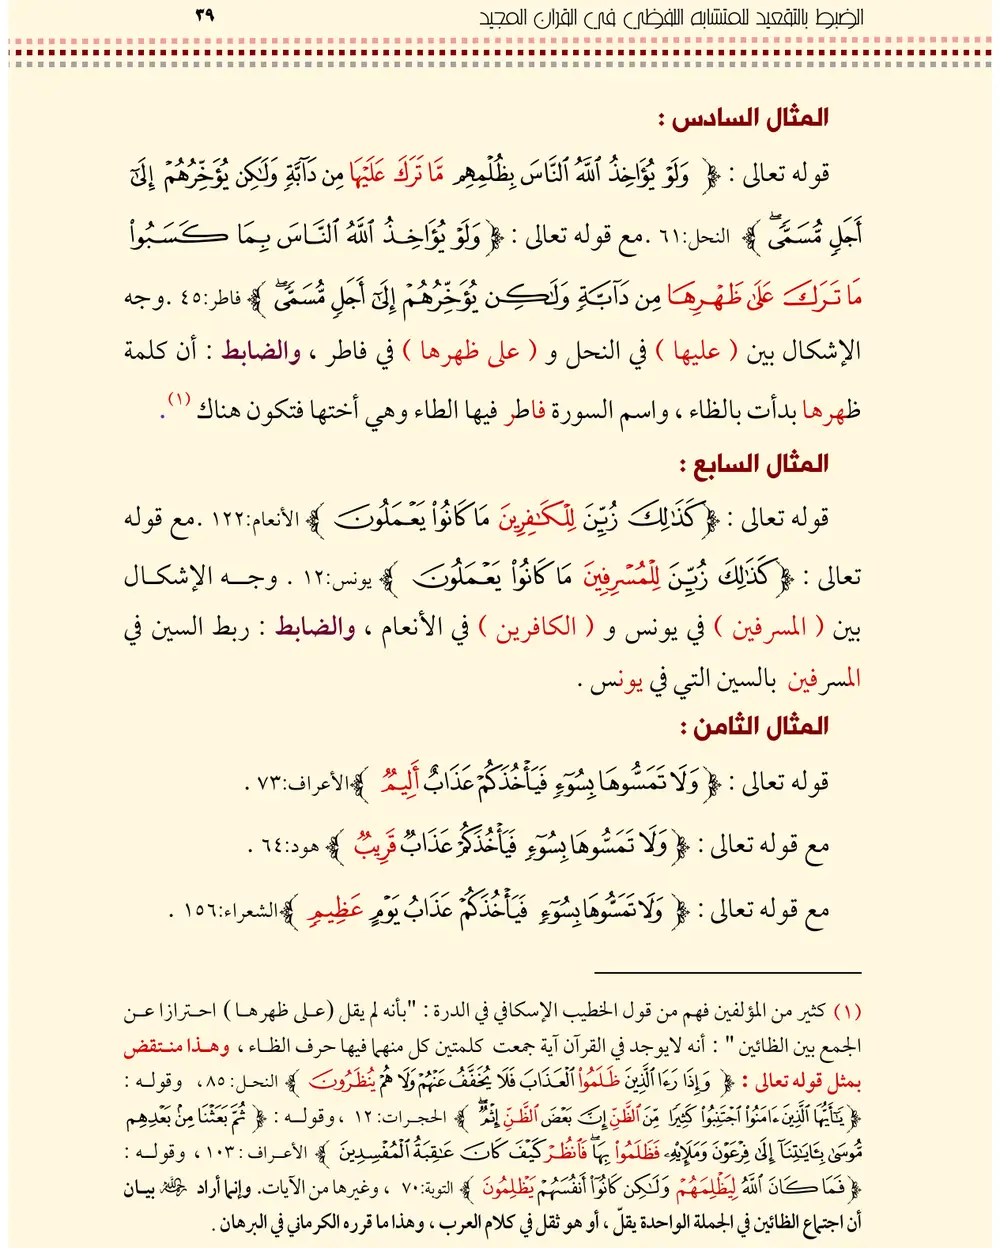 الضبط بالتقعيد للمتشابه اللفظي في القرآن المجيد ٣٩
المثال السادس :
قوله تعالى : ﴿ وَلَوْ يُؤَاخِذُ ٱللَّهُ ٱلنَّاسَ بِظُلْمِهِم مَّا تَرَكَ عَلَيْهَا مِن دَآبَّةٍ وَلَٰكِن يُؤَخِّرُهُمْ إِلَىٰٓ
أَجَلٍ مُّسَمًّىۖ ﴾ النحل:٦١ .مع قوله تعالى : ﴿ وَلَوْ يُؤَاخِذُ ٱللَّهُ ٱلنَّاسَ بِمَا كَسَبُوا۟
مَا تَرَكَ عَلَىٰ ظَهْرِهَا مِن دَآبَّةٍ وَلَٰكِن يُؤَخِّرُهُمْ إِلَىٰٓ أَجَلٍ مُّسَمًّىۖ ﴾ فاطر:٤٥ .وجه
الإشكال بين ( عليها ) في النحل و ( على ظهرها ) في فاطر ، والضابط : أن كلمة
ظهرها بدأت بالظاء ، واسم السورة فاطر فيها الطاء وهي أختها فتكون هناك (١) .
المثال السابع :
قوله تعالى : ﴿ كَذَٰلِكَ زُيِّنَ لِلْكَٰفِرِينَ مَا كَانُوا۟ يَعْمَلُونَ ﴾ الأنعام:١٢٢ .مع قوله
تعالى : ﴿ كَذَٰلِكَ زُيِّنَ لِلْمُسْرِفِينَ مَا كَانُوا۟ يَعْمَلُونَ ﴾ يونس:١٢ . وجه الإشكال
بين ( المسرفين ) في يونس و ( الكافرين ) في الأنعام ، والضابط : ربط السين في
المسرفين بالسين التي في يونس .
المثال الثامن :
قوله تعالى : ﴿ وَلَا تَمَسُّوهَا بِسُوٓءٍ فَيَأْخُذَكُمْ عَذَابٌ أَلِيمٌ ﴾الأعراف:٧٣ .
مع قوله تعالى : ﴿ وَلَا تَمَسُّوهَا بِسُوٓءٍ فَيَأْخُذَكُمْ عَذَابٌ قَرِيبٌ ﴾ هود:٦٤ .
مع قوله تعالى : ﴿ وَلَا تَمَسُّوهَا بِسُوٓءٍ فَيَأْخُذَكُمْ عَذَابُ يَوْمٍ عَظِيمٍ ﴾الشعراء:١٥٦ .
(١) كثير من المؤلفين فهم من قول الخطيب الإسكافي في الدرة : "بأنه لم يقل (على ظهرها) احترازا عن
الجمع بين الظائين " : أنه لايوجد في القرآن آية جمعت كلمتين كل منهما فيها حرف الظاء ، وهذا منتقض
بمثل قوله تعالى : ﴿ وَإِذَا رَءَا ٱلَّذِينَ ظَلَمُوا۟ ٱلْعَذَابَ فَلَا يُخَفَّفُ عَنْهُمْ وَلَا هُمْ يُنظَرُونَ ﴾ النحل:٨٥، وقوله :
﴿ يَٰٓأَيُّهَا ٱلَّذِينَ ءَامَنُوا۟ ٱجْتَنِبُوا۟ كَثِيرًا مِّنَ ٱلظَّنِّ إِنَّ بَعْضَ ٱلظَّنِّ إِثْمٌۖ ﴾ الحجرات:١٢ ،وقوله : ﴿ ثُمَّ بَعَثْنَا مِنۢ بَعْدِهِم
مُّوسَىٰ بِـَٔايَٰتِنَآ إِلَىٰ فِرْعَوْنَ وَمَلَإِي۟هِۦ فَظَلَمُوا۟ بِهَاۖ فَٱنظُرْ كَيْفَ كَانَ عَٰقِبَةُ ٱلْمُفْسِدِينَ ﴾ الأعراف:١٠٣، وقوله :
﴿ فَمَا كَانَ ٱللَّهُ لِيَظْلِمَهُمْ وَلَٰكِن كَانُوٓا۟ أَنفُسَهُمْ يَظْلِمُونَ ﴾ التوبة:٧٠ ، وغيرها من الآيات. وإنما أراد رحمه الله بيان
أن اجتماع الظائين في الجملة الواحدة يقلّ ، أو هو ثقل في كلام العرب ، وهذا ما قرره الكرماني في البرهان .